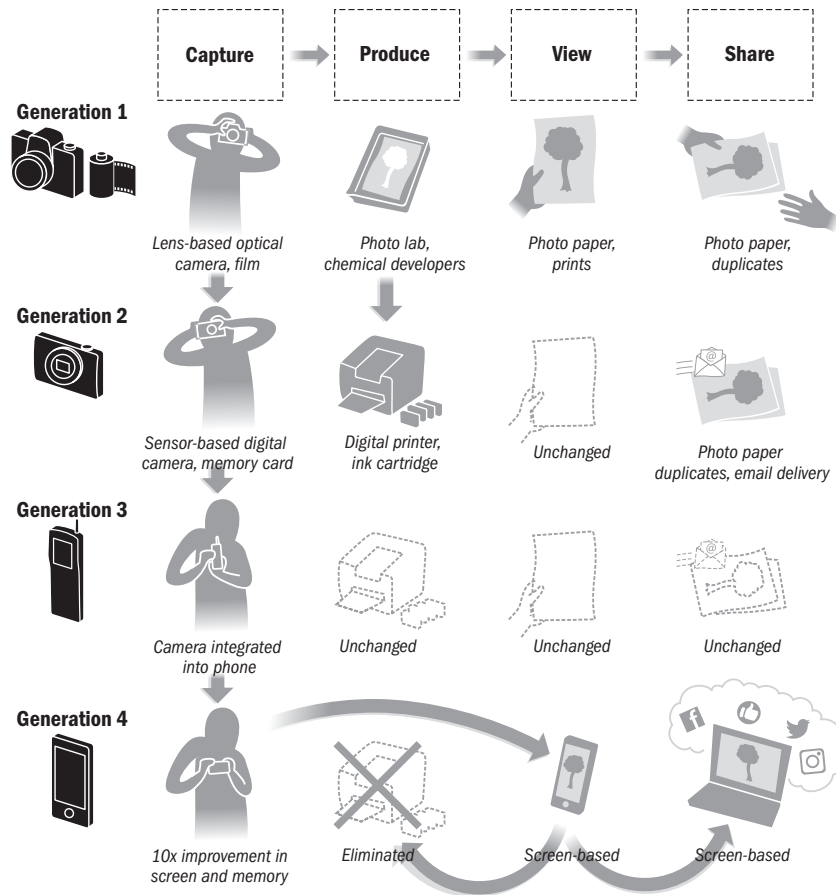 Capture
Produce
View
Share
Generation 1
Lens-based optical
camera, film
Photo lab,
chemical developers
Photo paper,
prints
Photo paper,
duplicates
Generation 2
@
Sensor-based digital
camera, memory card
Digital printer,
ink cartridge
Unchanged
Photo paper
duplicates, email delivery
Generation 3
@
Camera integrated
into phone
Unchanged
Unchanged
Unchanged
Generation 4
f
10x improvement in
screen and memory
Eliminated
Screen-based
Screen-based